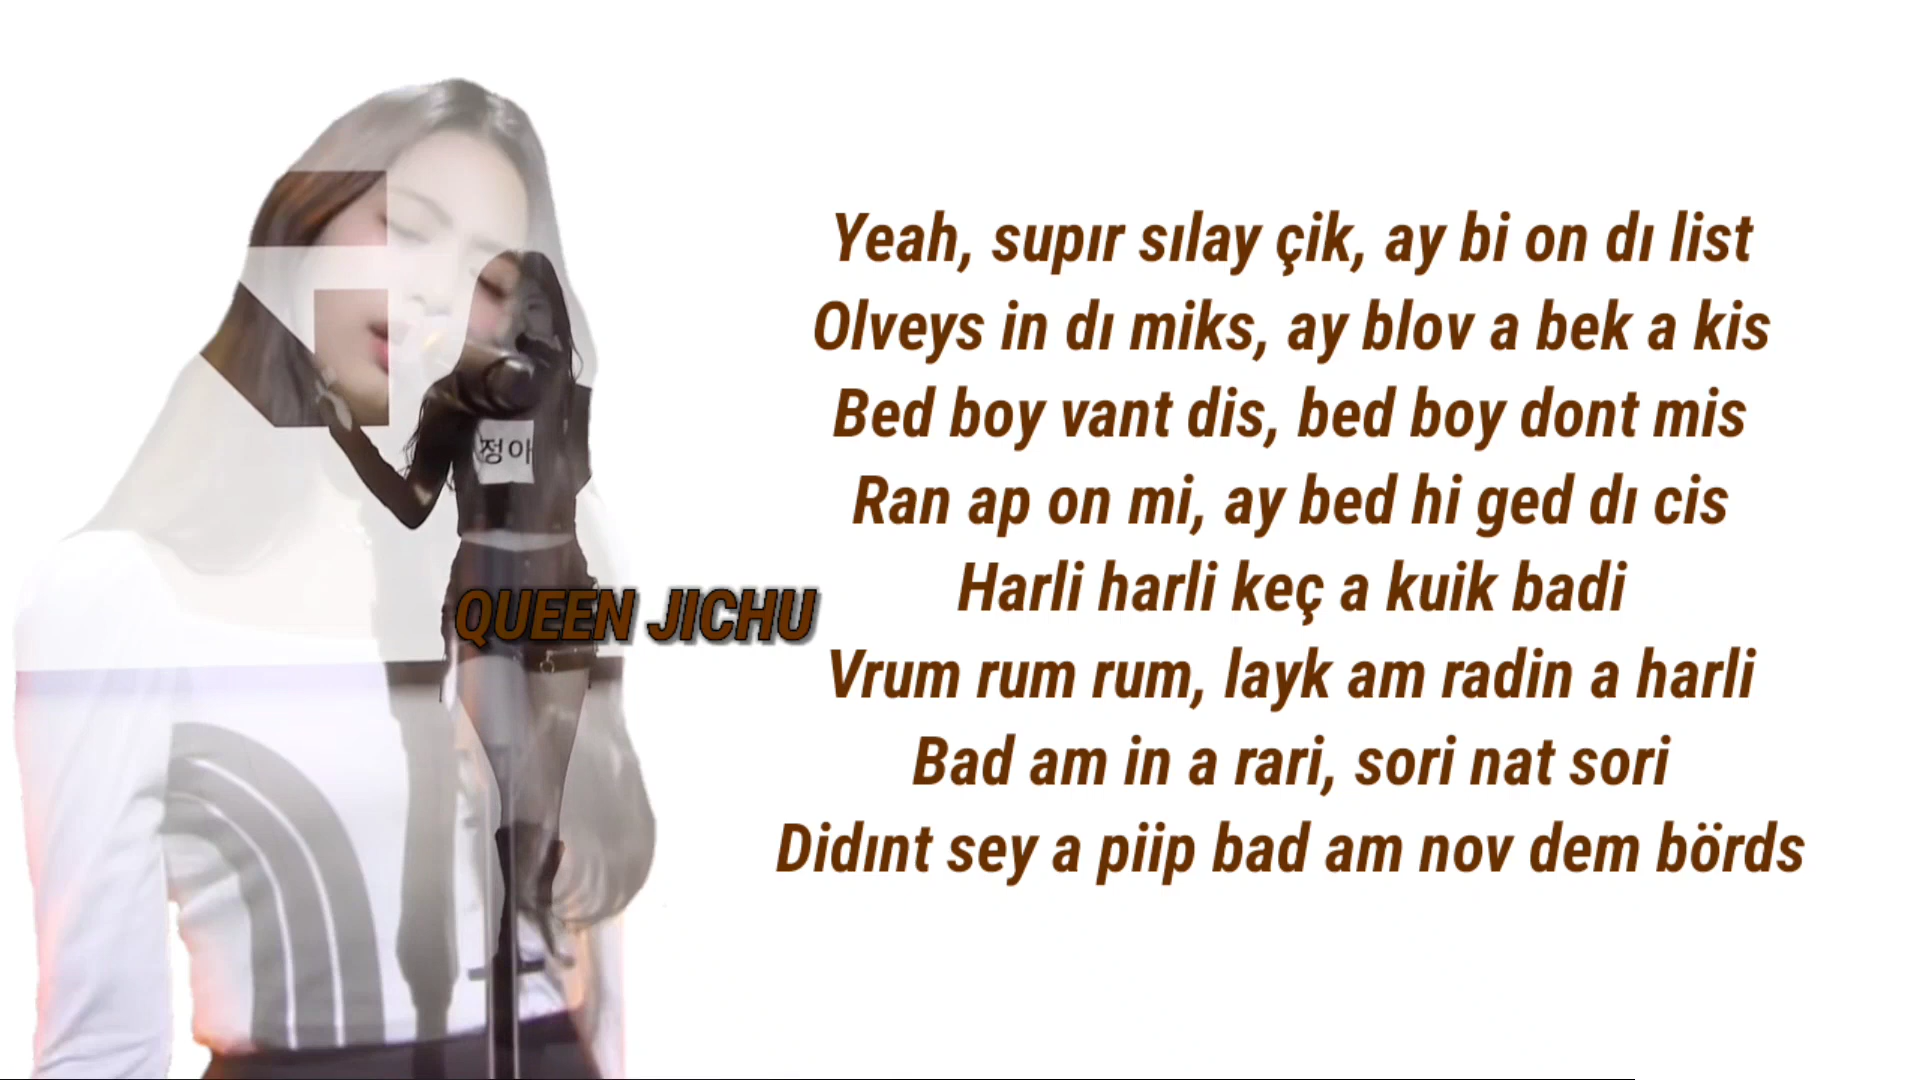 Yeah, supır sılay çik, ay bi on dı list
Olveys in dı miks, ay blov a bek a kis
Bed boy vant dis, bed boy dont mis
Ran ap on mi, ay bed hi ged dı cis
Harli harli keç a kuik badi
Vrum rum rum, layk am radin a harli
Bad am in a rari, sori nat sori
Didınt sey a piip bad am nov dem börds
QUEEN JICHU
정아